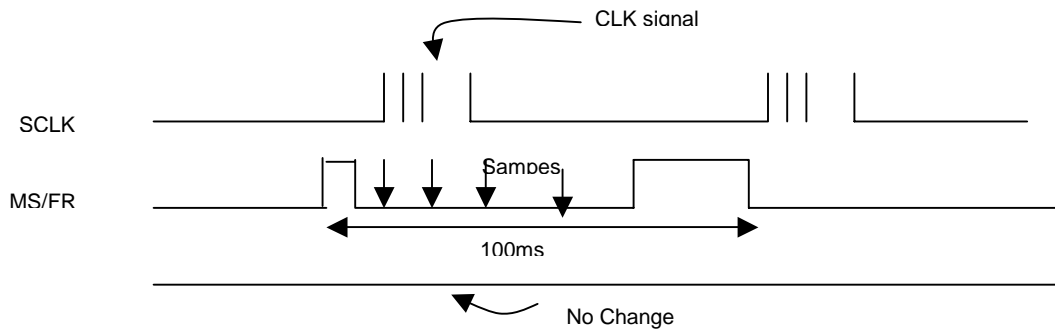 CLK signal
SCLK
Sampes
MS/FR
100ms
No Change